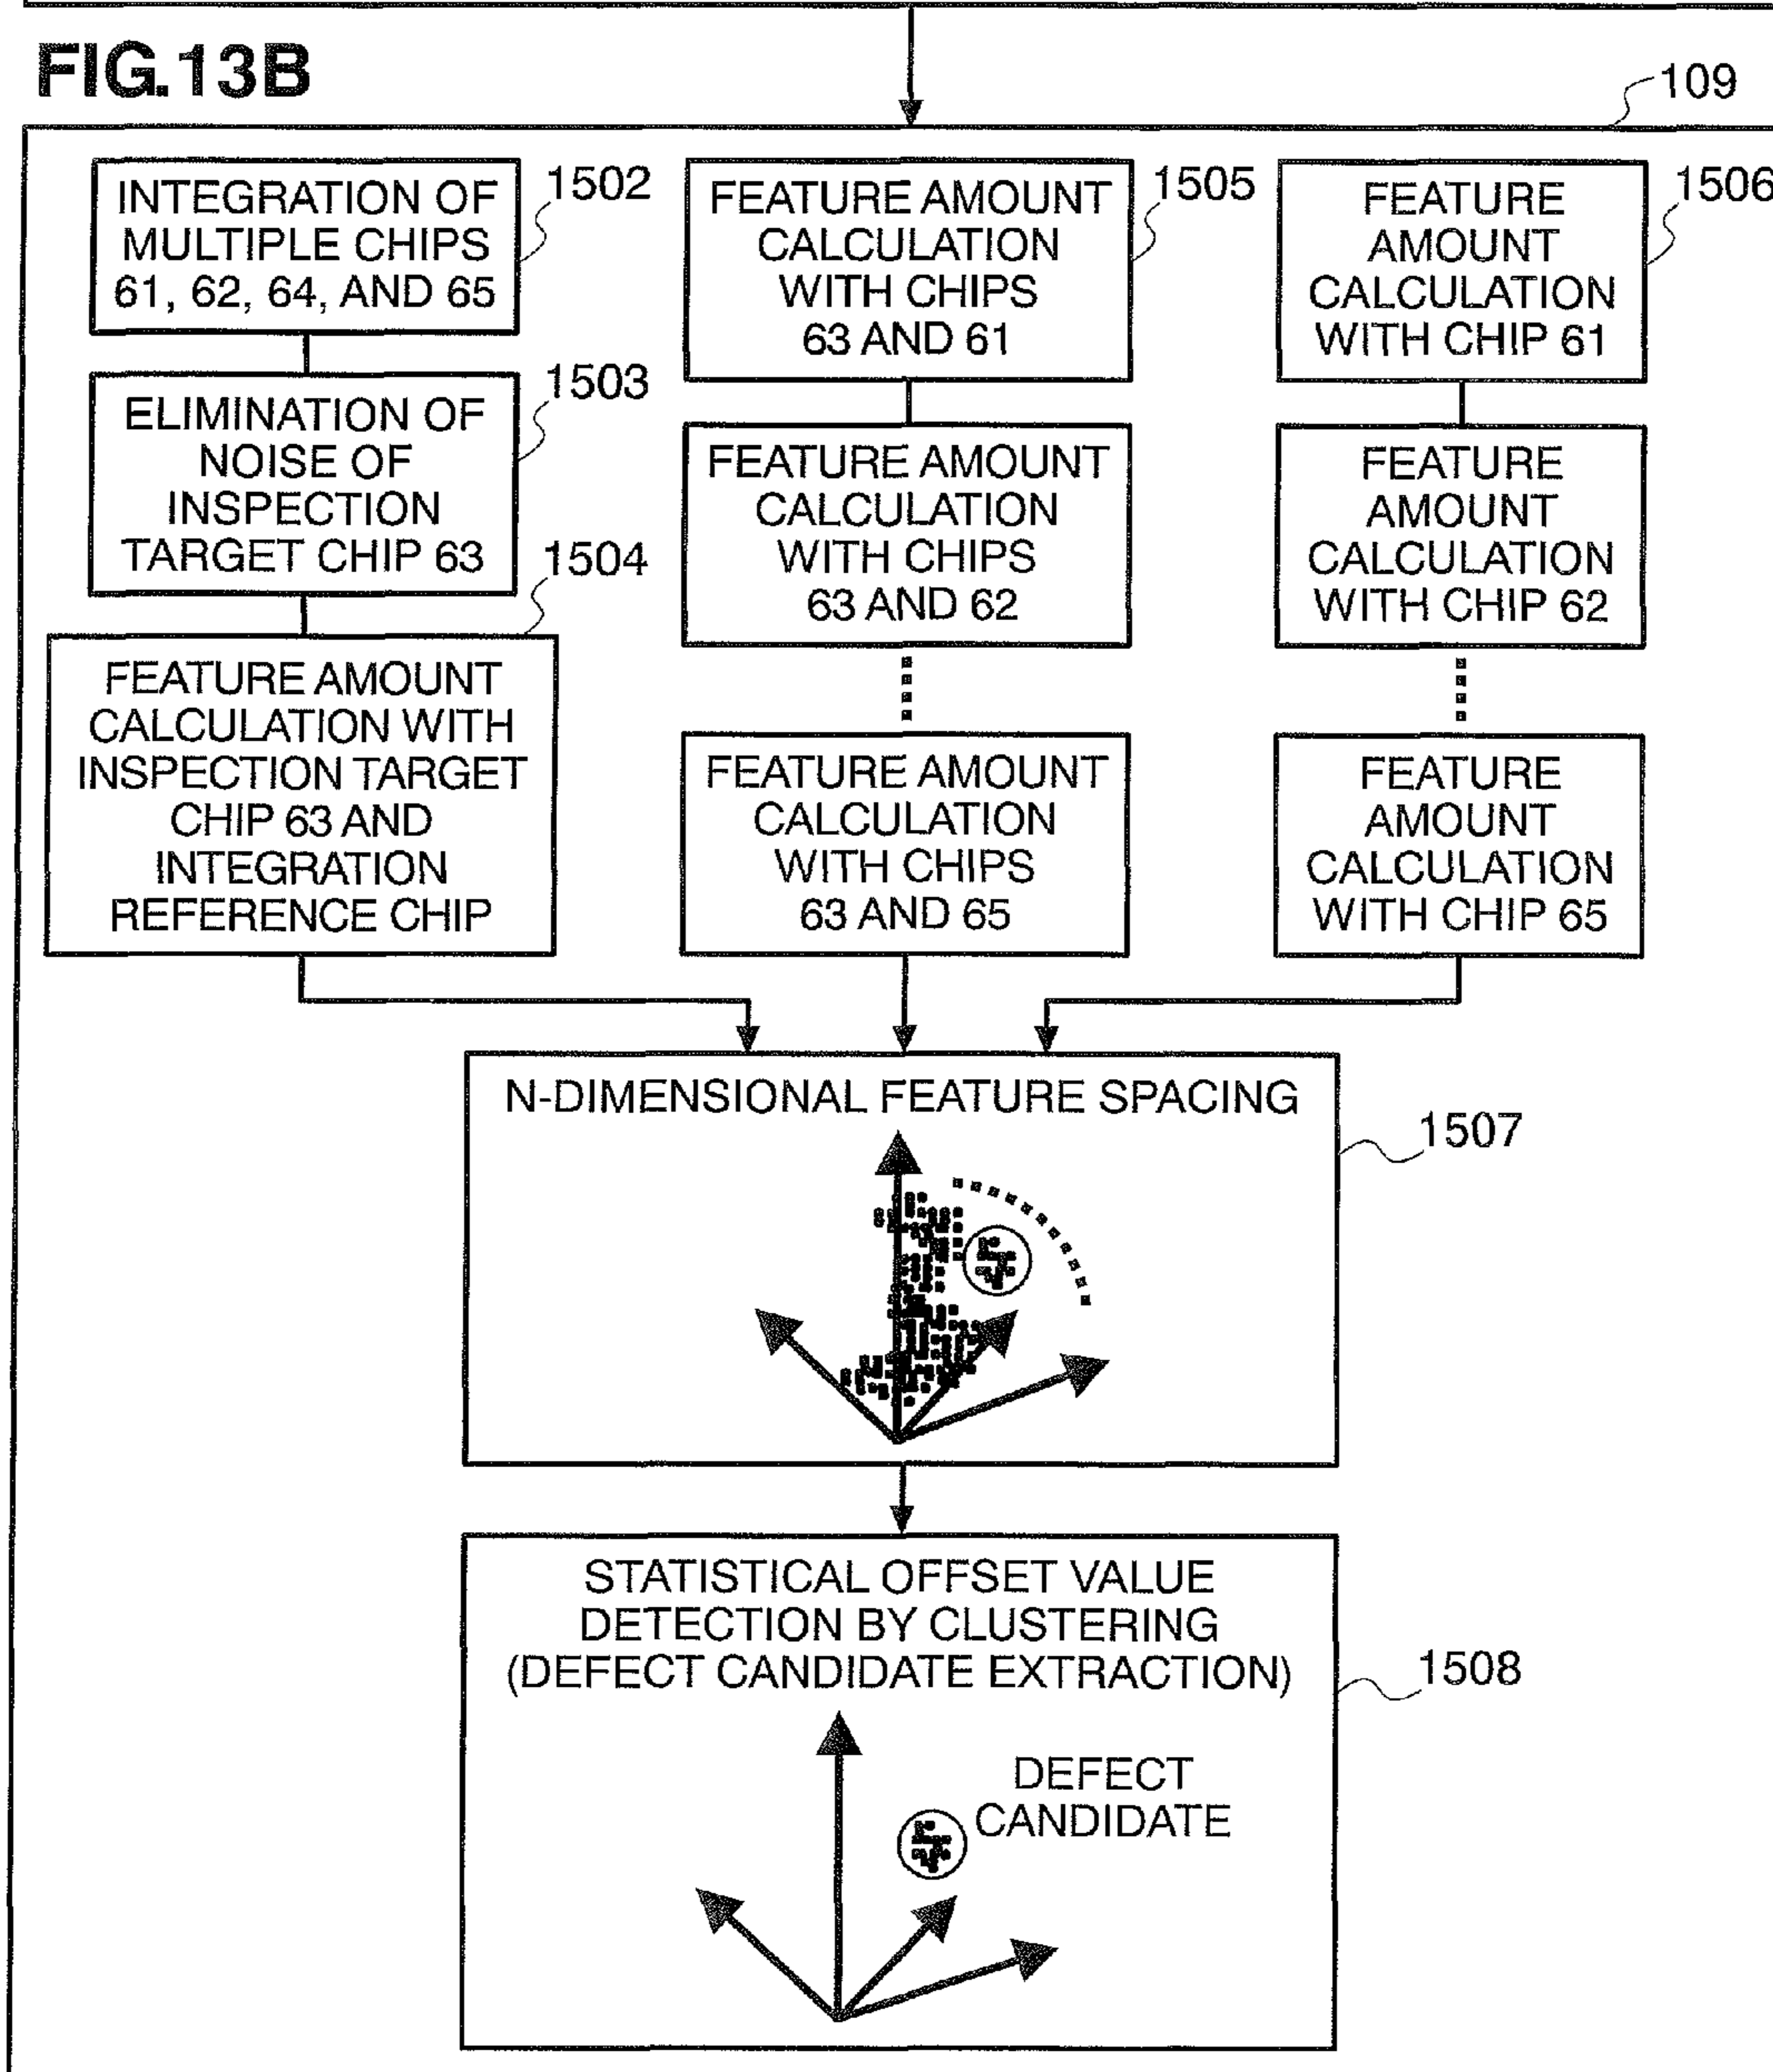 FIG.13B
109
INTEGRATION OF
MULTIPLE CHIPS
61, 62, 64, AND 65
1502
ELIMINATION OF
NOISE OF
INSPECTION
TARGET CHIP 63
1503
FEATURE AMOUNT
CALCULATION WITH
INSPECTION TARGET
CHIP 63 AND
INTEGRATION
REFERENCE CHIP
1504
FEATURE AMOUNT
CALCULATION
WITH CHIPS
63 AND 61
1505
FEATURE AMOUNT
CALCULATION
WITH CHIPS
63 AND 62
FEATURE AMOUNT
CALCULATION
WITH CHIPS
63 AND 65
FEATURE
AMOUNT
CALCULATION
WITH CHIP 61
1506
FEATURE
AMOUNT
CALCULATION
WITH CHIP 62
FEATURE
AMOUNT
CALCULATION
WITH CHIP 65
N-DIMENSIONAL FEATURE SPACING
1507
STATISTICAL OFFSET VALUE
DETECTION BY CLUSTERING
(DEFECT CANDIDATE EXTRACTION)
1508
DEFECT
CANDIDATE